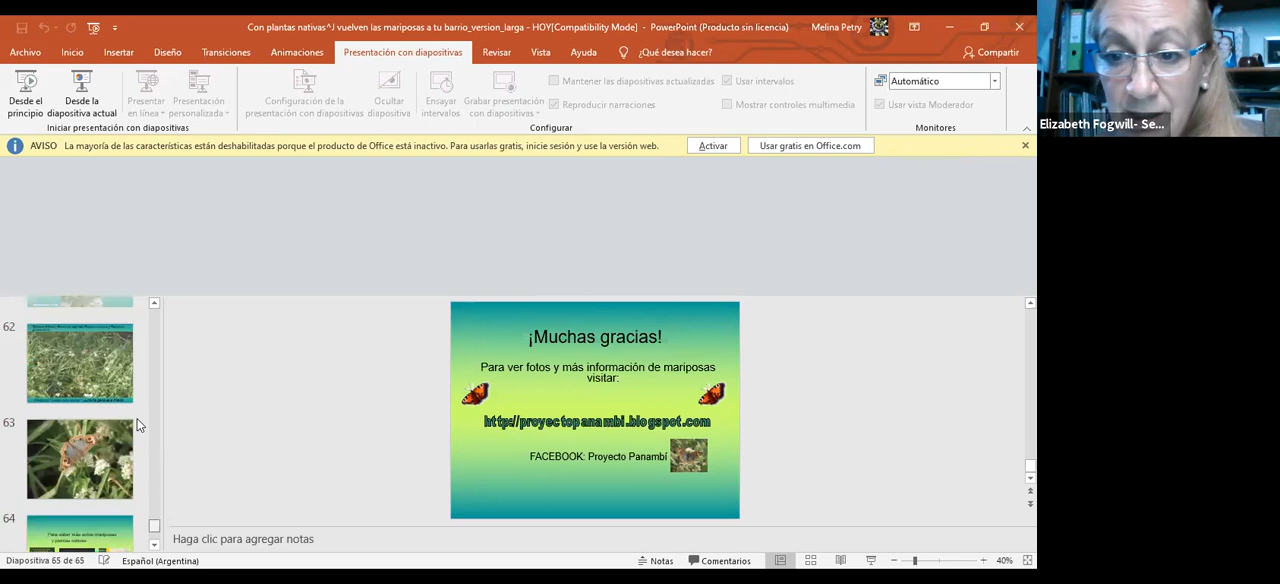 Con plantas nativas^J vuelven las mariposas a tu barrio_version_larga - HOY[Compatibility Mode] - PowerPoint (Producto sin licencia)
Melina Petry
Archivo Inicio Insertar Diseño Transiciones Animaciones Presentación con diapositivas Revisar Vista Ayuda ¿Qué desea hacer? Compartir
Desde el principio
Desde la diapositiva actual
Presentar en línea
Presentación personalizada
Iniciar presentación con diapositivas
Configuración de la presentación con diapositivas
Ocultar diapositiva
Ensayar intervalos
Grabar presentación con diapositivas
Mantener las diapositivas actualizadas
Reproducir narraciones
Usar intervalos
Mostrar controles multimedia
Configurar
Automático
Usar vista Moderador
Monitores
Elizabeth Fogwill- Se...
AVISO La mayoría de las características están deshabilitadas porque el producto de Office está inactivo. Para usarlas gratis, inicie sesión y use la versión web.
Activar
Usar gratis en Office.com
62
63
64
Para saber más sobre mariposas
y plantas nativas
¡Muchas gracias!
Para ver fotos y más información de mariposas
visitar:
http://proyectopanambi.blogspot.com
FACEBOOK: Proyecto Panambí
Haga clic para agregar notas
Diapositiva 65 de 65 Español (Argentina) Notas Comentarios 40%